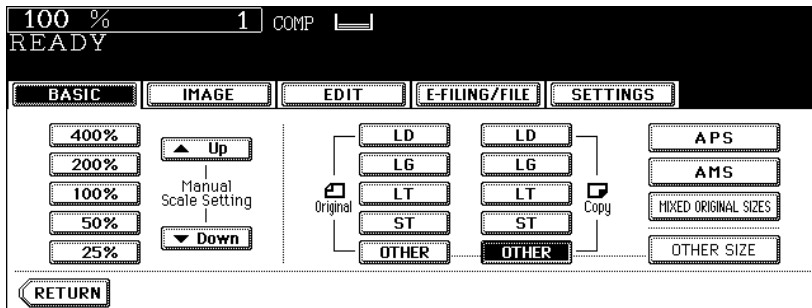 100 % 1 COMP
READY
BASIC IMAGE EDIT E-FILING/FILE SETTINGS
400%
200%
100%
50%
25%
Up
Manual
Scale Setting
Down
Original
LD
LG
LT
ST
OTHER
LD
LG
LT
ST
OTHER
Copy
APS
AMS
MIXED ORIGINAL SIZES
OTHER SIZE
RETURN